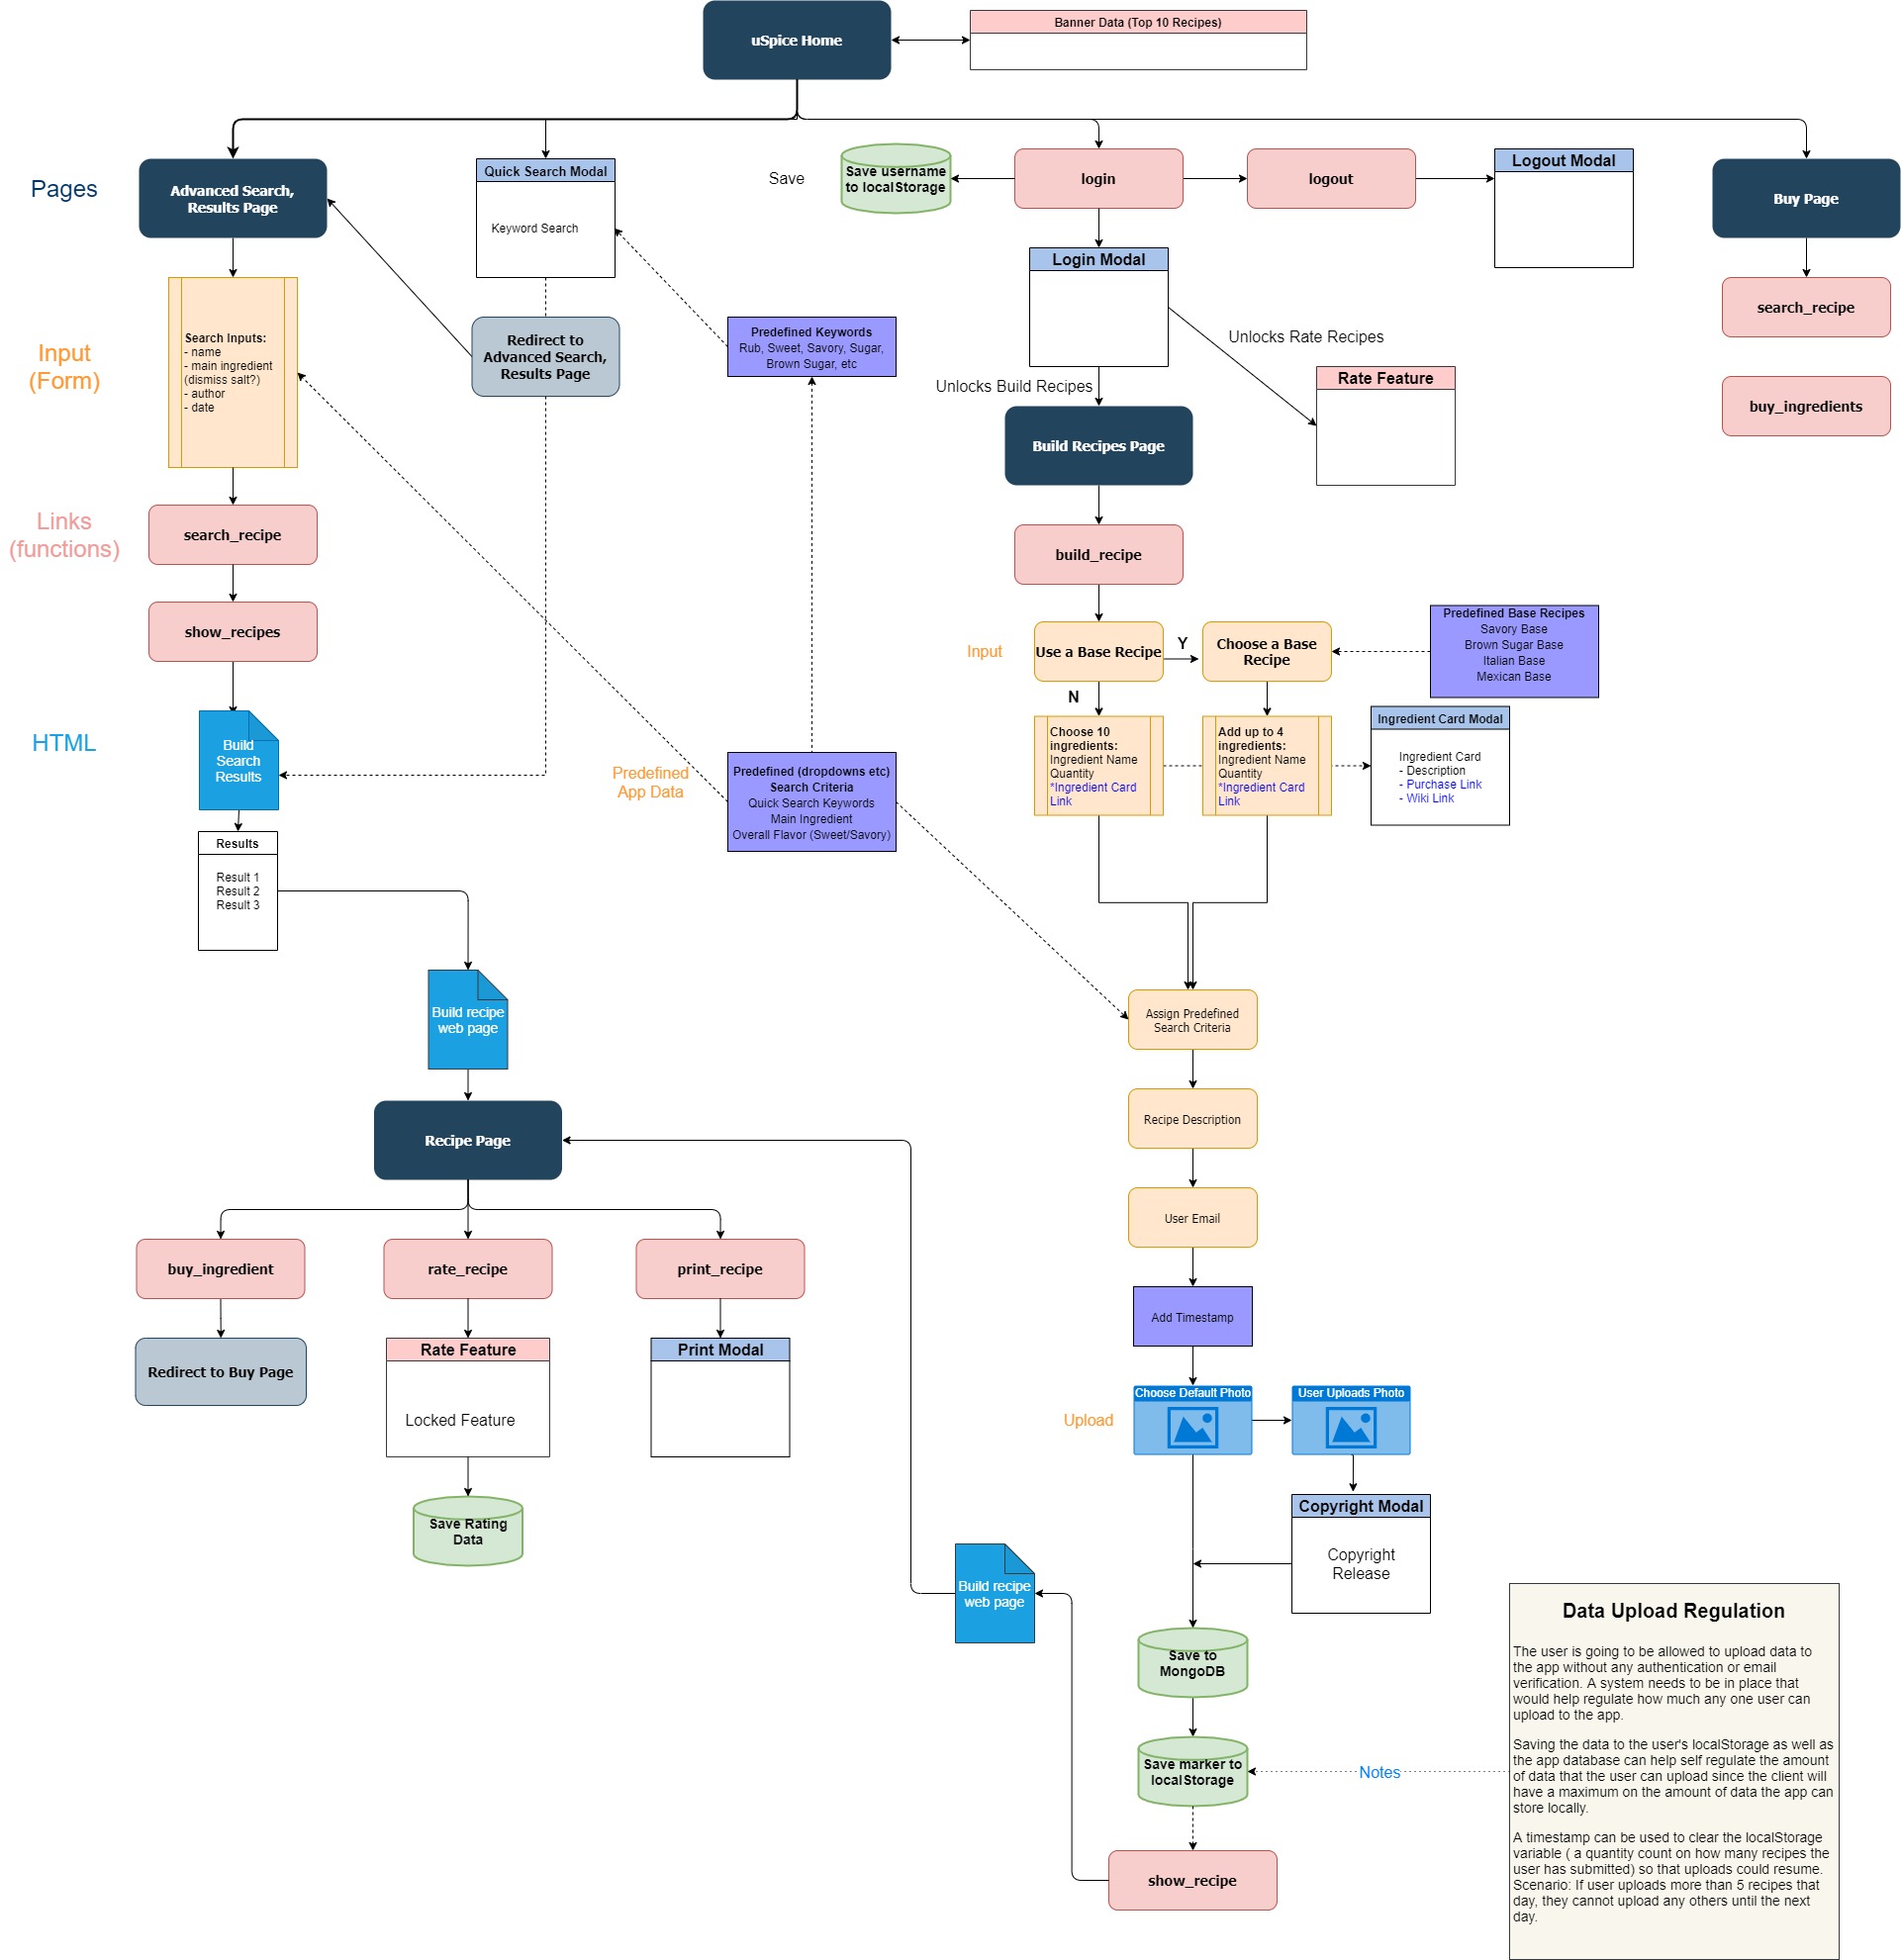 uSpice Home
Banner Data (Top 10 Recipes)
Pages
Advanced Search,
Results Page
Quick Search Modal
Keyword Search
Save
Save username
to localStorage
login
logout
Logout Modal
Buy Page
Login Modal
search_recipe
Input
(Form)
Search Inputs:
- name
- main ingredient
(dismiss salt?)
- author
- date
Redirect to
Advanced Search,
Results Page
Predefined Keywords
Rub, Sweet, Savory, Sugar,
Brown Sugar, etc
Unlocks Rate Recipes
Unlocks Build Recipes
Rate Feature
buy_ingredients
Build Recipes Page
Links
(functions)
search_recipe
build_recipe
show_recipes
Input
Use a Base Recipe
Y
Choose a Base
Recipe
Predefined Base Recipes
Savory Base
Brown Sugar Base
Italian Base
Mexican Base
N
HTML
Build
Search
Results
Predefined
App Data
Predefined (dropdowns etc)
Search Criteria
Quick Search Keywords
Main Ingredient
Overall Flavor (Sweet/Savory)
Choose 10
ingredients:
Ingredient Name
Quantity
*Ingredient Card
Link
Add up to 4
ingredients:
Ingredient Name
Quantity
*Ingredient Card
Link
Ingredient Card Modal
Ingredient Card
- Description
- Purchase Link
- Wiki Link
Results
Result 1
Result 2
Result 3
Build recipe
web page
Assign Predefined
Search Criteria
Recipe Page
Recipe Description
User Email
buy_ingredient
rate_recipe
print_recipe
Add Timestamp
Redirect to Buy Page
Rate Feature
Locked Feature
Print Modal
Upload
Choose Default Photo
User Uploads Photo
Save Rating
Data
Copyright Modal
Copyright
Release
Build recipe
web page
Save to
MongoDB
Save marker to
localStorage
Notes
show_recipe
Data Upload Regulation
The user is going to be allowed to upload data to
the app without any authentication or email
verification. A system needs to be in place that
would help regulate how much any one user can
upload to the app.
Saving the data to the user's localStorage as well as
the app database can help self regulate the amount
of data that the user can upload since the client will
have a maximum on the amount of data the app can
store locally.
A timestamp can be used to clear the localStorage
variable ( a quantity count on how many recipes the
user has submitted) so that uploads could resume.
Scenario: If user uploads more than 5 recipes that
day, they cannot upload any others until the next
day.